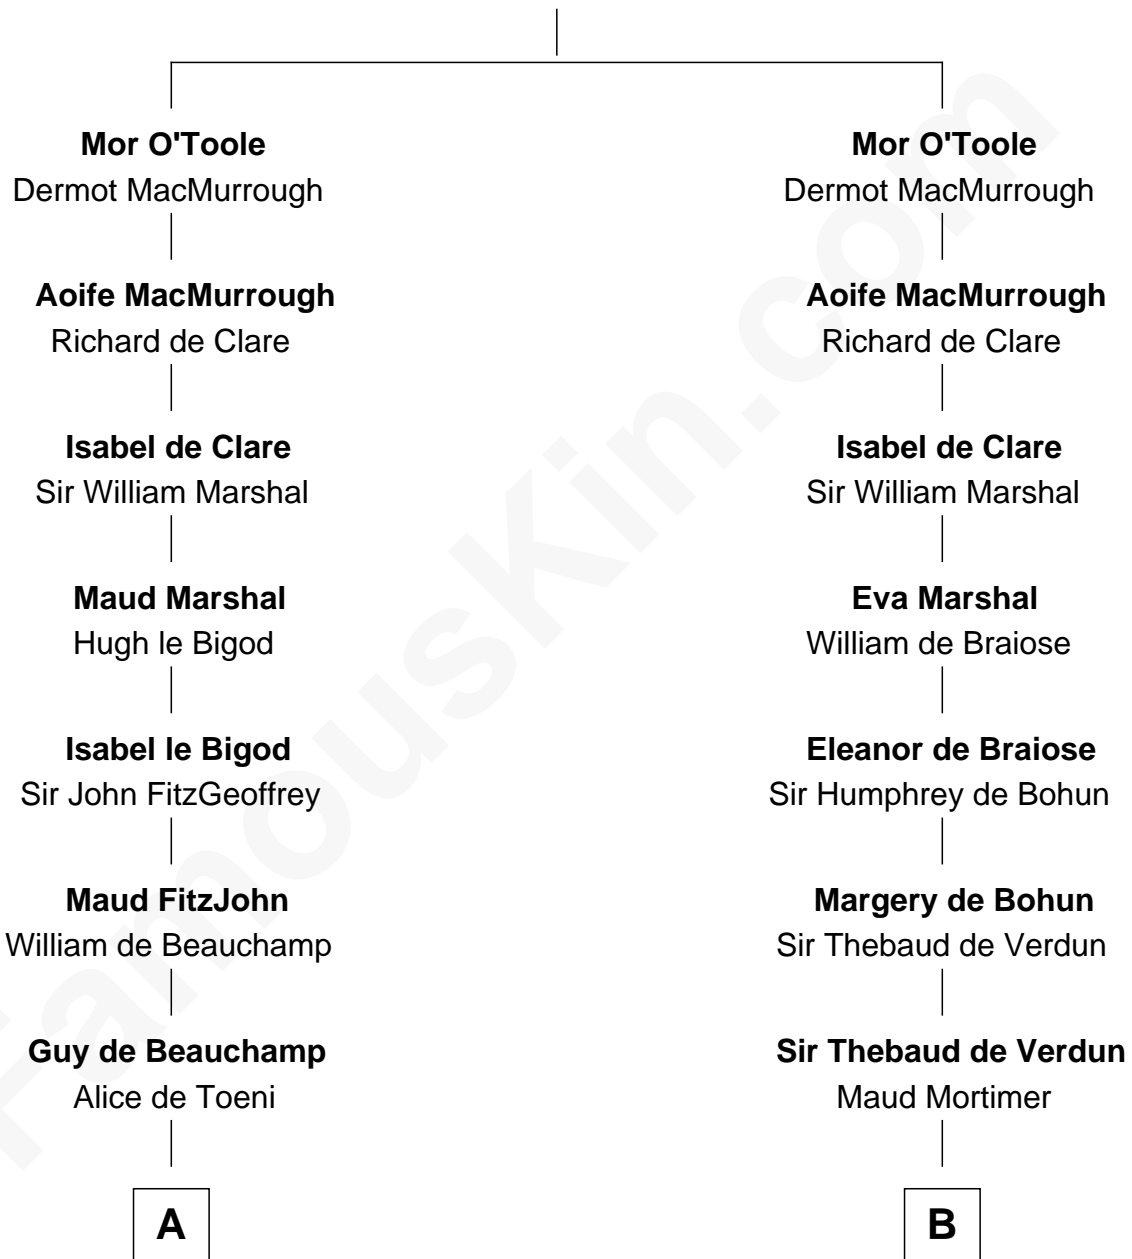 Mor O'Toole
Dermot MacMurrough
Aoife MacMurrough
Richard de Clare
Isabel de Clare
Sir William Marshal
Maud Marshal
Hugh le Bigod
Isabel le Bigod
Sir John FitzGeoffrey
Maud FitzJohn
William de Beauchamp
Guy de Beauchamp
Alice de Toeni
A
Mor O'Toole
Dermot MacMurrough
Aoife MacMurrough
Richard de Clare
Isabel de Clare
Sir William Marshal
Eva Marshal
William de Braiose
Eleanor de Braiose
Sir Humphrey de Bohun
Margery de Bohun
Sir Thebaud de Verdun
Sir Thebaud de Verdun
Maud Mortimer
B
FamousKin.com